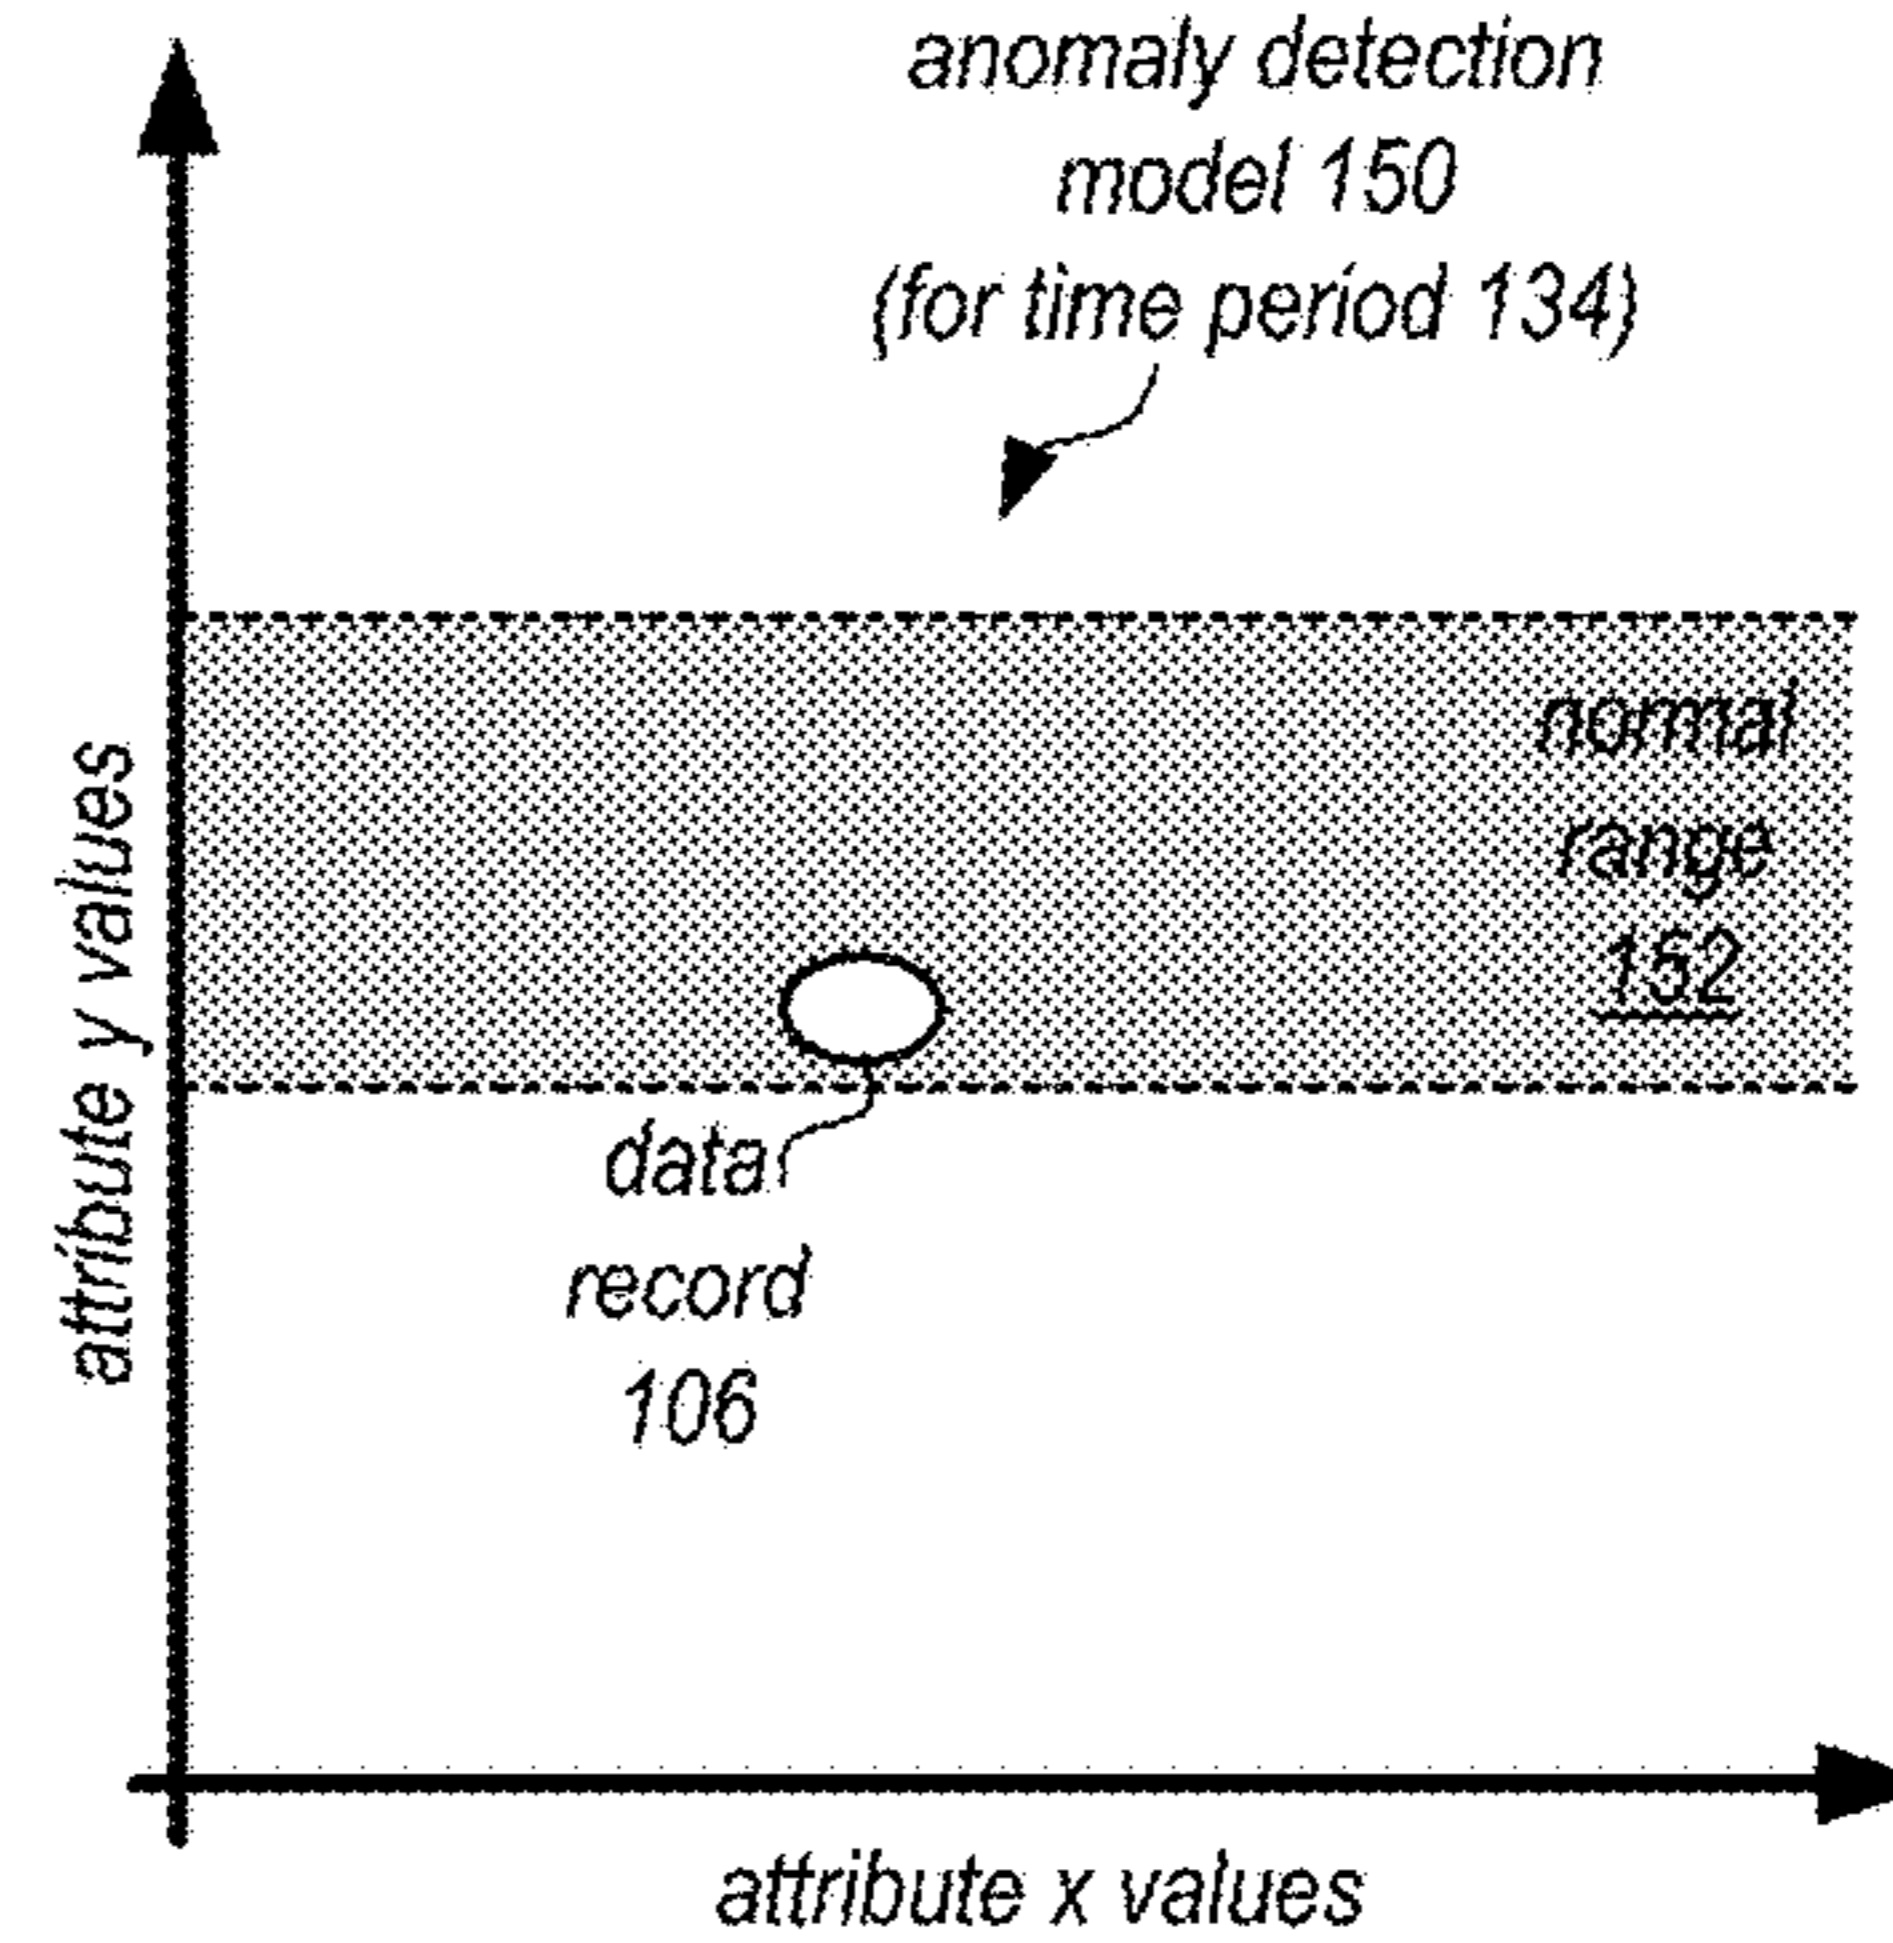 anomaly detection
model 150
(for time period 134)
normal
range
152
attribute y values
data
record
106
attribute x values